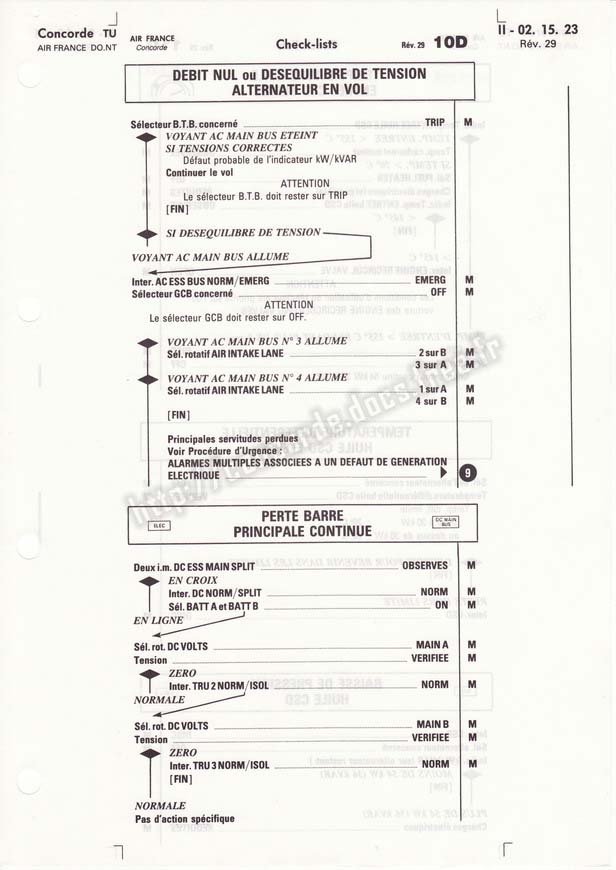 Concorde TU
AIR FRANCE DO.NT
AIR FRANCE
Concorde
Check-lists
Rév. 29 10D
II - 02. 15. 23
Rév. 29
DEBIT NUL ou DESEQUILIBRE DE TENSION
ALTERNATEUR EN VOL
Sélecteur B.T.B. concerné TRIP M
VOYANT AC MAIN BUS ETEINT
SI TENSIONS CORRECTES
Défaut probable de l'indicateur kW/kVAR
Continuer le vol
ATTENTION
Le sélecteur B.T.B. doit rester sur TRIP
[FIN]
SI DESEQUILIBRE DE TENSION
VOYANT AC MAIN BUS ALLUME
Inter. AC ESS BUS NORM/EMERG EMERG M
Sélecteur GCB concerné OFF M
ATTENTION
Le sélecteur GCB doit rester sur OFF.
VOYANT AC MAIN BUS N° 3 ALLUME
Sél. rotatif AIR INTAKE LANE 2 sur B M
3 sur A M
VOYANT AC MAIN BUS N° 4 ALLUME
Sél. rotatif AIR INTAKE LANE 1 sur A M
4 sur B M
[FIN]
Principales servitudes perdues
Voir Procédure d'Urgence :
ALARMES MULTIPLES ASSOCIEES A UN DEFAUT DE GENERATION
ELECTRIQUE 9
ELEC
PERTE BARRE
PRINCIPALE CONTINUE
DC MAIN
BUS
Deux i.m. DC ESS MAIN SPLIT OBSERVES M
EN CROIX
Inter. DC NORM/SPLIT NORM M
Sél. BATT A et BATT B ON M
EN LIGNE
Sél. rot. DC VOLTS MAIN A M
Tension VERIFIEE M
ZERO
Inter. TRU 2 NORM/ISOL NORM M
NORMALE
Sél. rot. DC VOLTS MAIN B M
Tension VERIFIEE M
ZERO
Inter. TRU 3 NORM/ISOL NORM M
[FIN]
NORMALE
Pas d'action spécifique